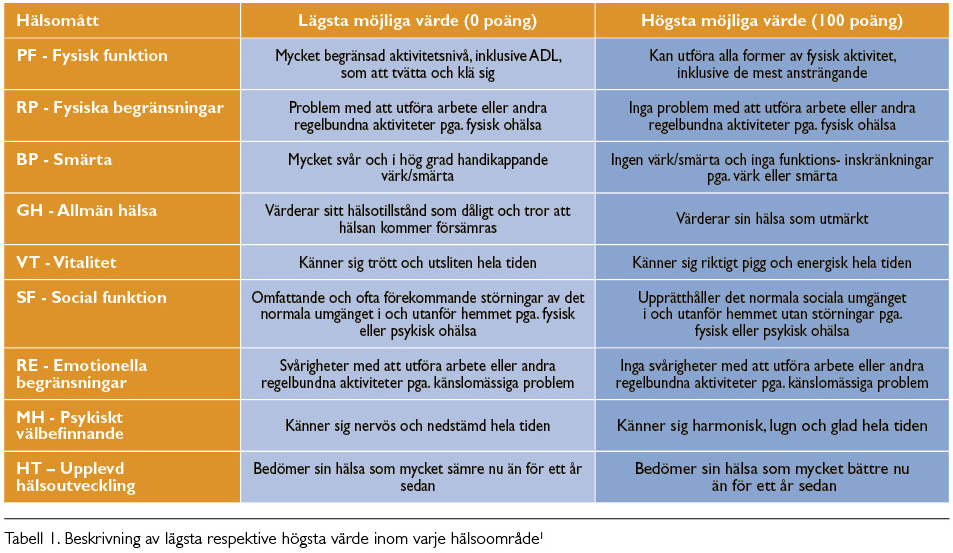 Hälsomått
Lägsta möjliga värde (0 poäng)
Högsta möjliga värde (100 poäng)
PF - Fysisk funktion
Mycket begränsad aktivitetsnivå, inklusive ADL,
som att tvätta och klä sig
Kan utföra alla former av fysisk aktivitet,
inklusive de mest ansträngande
RP - Fysiska begränsningar
Problem med att utföra arbete eller andra
regelbundna aktiviteter pga. fysisk ohälsa
Inga problem med att utföra arbete eller andra
regelbundna aktiviteter pga. fysisk ohälsa
BP - Smärta
Mycket svår och i hög grad handikappande
värk/smärta
Ingen värk/smärta och inga funktions- inskränkningar
pga. värk eller smärta
GH - Allmän hälsa
Värderar sitt hälsotillstånd som dåligt och tror att
hälsan kommer försämras
Värderar sin hälsa som utmärkt
VT - Vitalitet
Känner sig trött och utsliten hela tiden
Känner sig riktigt pigg och energisk hela tiden
SF - Social funktion
Omfattande och ofta förekommande störningar av det
normala umgänget i och utanför hemmet pga. fysisk
eller psykisk ohälsa
Upprätthåller det normala sociala umgänget
i och utanför hemmet utan störningar pga.
fysisk eller psykisk ohälsa
RE - Emotionella
begränsningar
Svårigheter med att utföra arbete eller andra
regelbundna aktiviteter pga. känslomässiga problem
Inga svårigheter med att utföra arbete eller andra
regelbundna aktiviteter pga. känslomässiga problem
MH - Psykiskt
välbefinnande
Känner sig nervös och nedstämd hela tiden
Känner sig harmonisk, lugn och glad hela tiden
HT – Upplevd
hälsoutveckling
Bedömer sin hälsa som mycket sämre nu än för ett år
sedan
Bedömer sin hälsa som mycket bättre nu
än för ett år sedan
Tabell 1. Beskrivning av lägsta respektive högsta värde inom varje hälsoområde¹